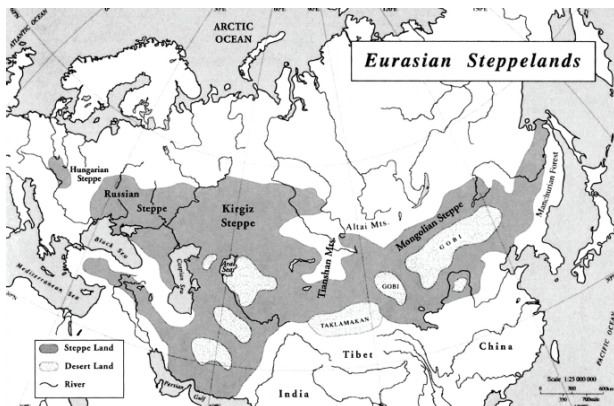 ARCTIC
OCEAN
ATLANTIC
OCEAN
Eurasian Steppelands
Hungarian
Steppe
Russian
Steppe
Kirgiz
Steppe
Altai Mts.
Mongolian Steppe
Manchurian Forest
GOBI
Black Sea
Caspian Sea
Aral
Sea
Tianshan Mts.
GOBI
Mediterranean Sea
TAKLAMAKAN
Tibet
China
PACIFIC
OCEAN
Steppe Land
Desert Land
River
Persian
Gulf
India
Scale 1:25 000 000